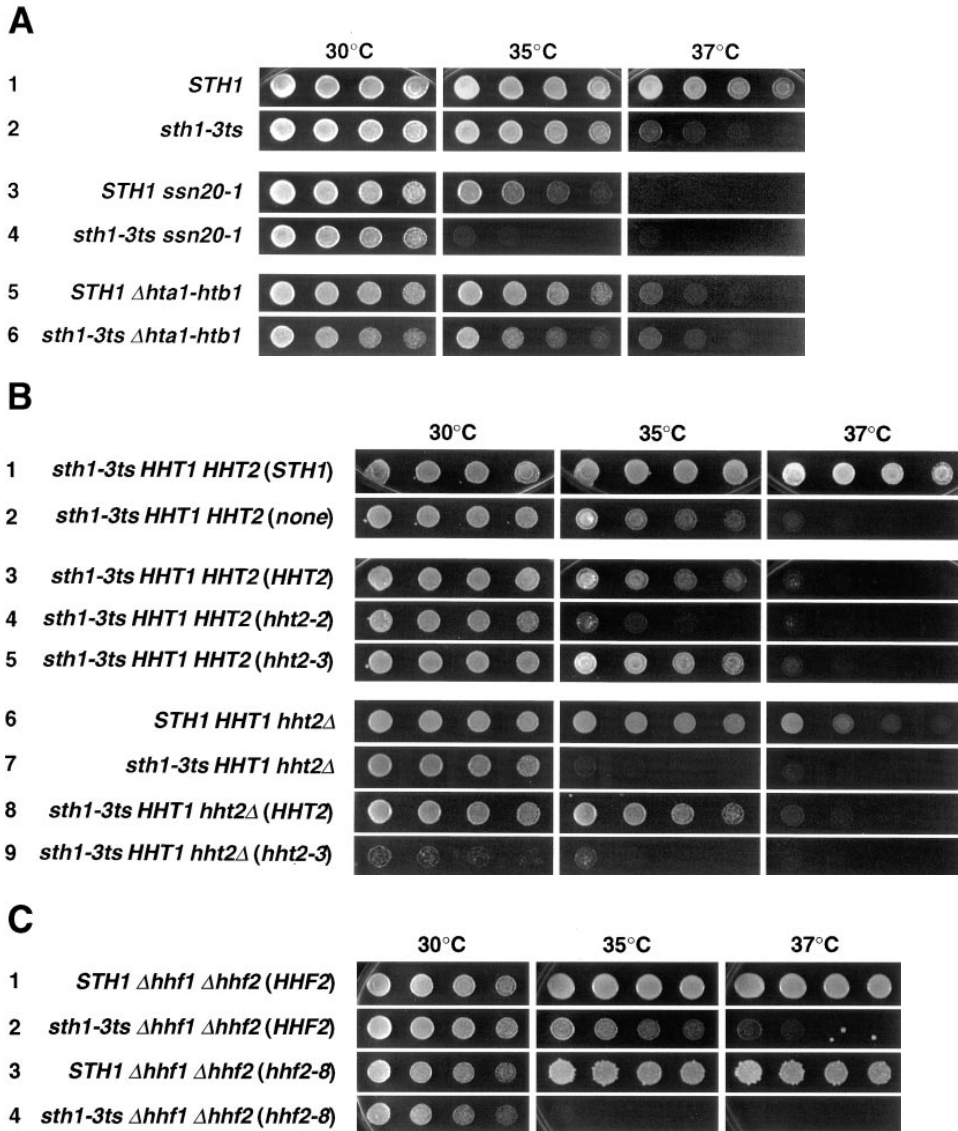 A
30°C 35°C 37°C
1 STH1
2 sth1-3ts
3 STH1 ssn20-1
4 sth1-3ts ssn20-1
5 STH1 Δhta1-htb1
6 sth1-3ts Δhta1-htb1
B
30°C 35°C 37°C
1 sth1-3ts HHT1 HHT2 (STH1)
2 sth1-3ts HHT1 HHT2 (none)
3 sth1-3ts HHT1 HHT2 (HHT2)
4 sth1-3ts HHT1 HHT2 (hht2-2)
5 sth1-3ts HHT1 HHT2 (hht2-3)
6 STH1 HHT1 hht2Δ
7 sth1-3ts HHT1 hht2Δ
8 sth1-3ts HHT1 hht2Δ (HHT2)
9 sth1-3ts HHT1 hht2Δ (hht2-3)
C
30°C 35°C 37°C
1 STH1 Δhhf1 Δhhf2 (HHF2)
2 sth1-3ts Δhhf1 Δhhf2 (HHF2)
3 STH1 Δhhf1 Δhhf2 (hhf2-8)
4 sth1-3ts Δhhf1 Δhhf2 (hhf2-8)